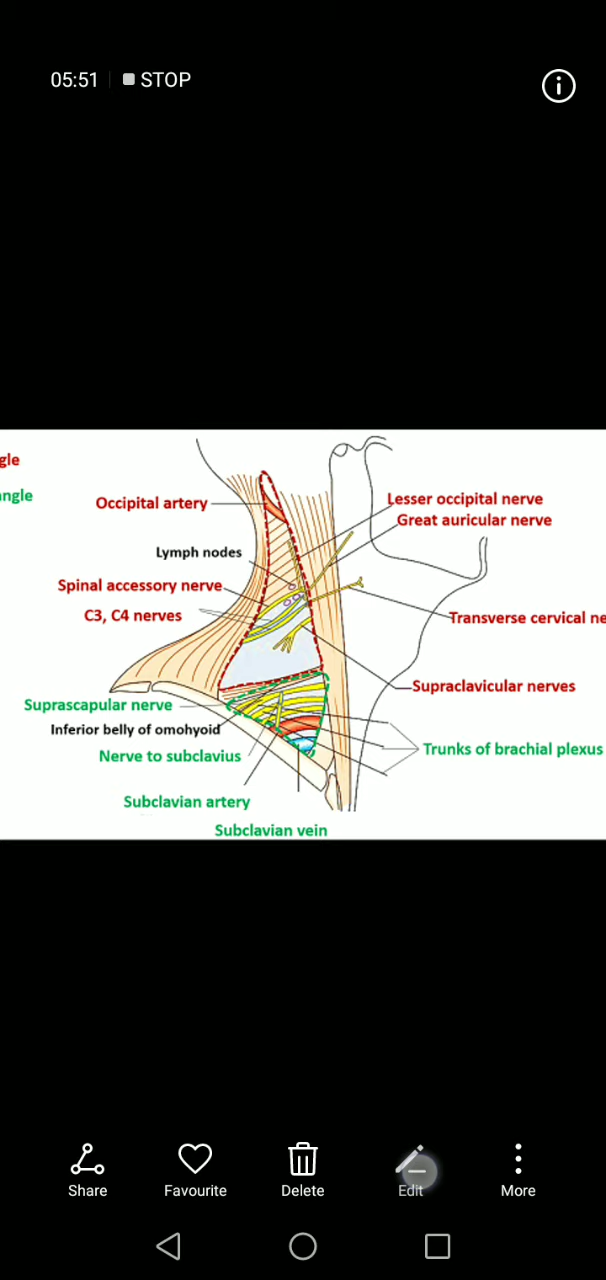 05:51
STOP
gle
angle
Occipital artery
Lesser occipital nerve
Great auricular nerve
Lymph nodes
Spinal accessory nerve
C3, C4 nerves
Transverse cervical ne
Supraclavicular nerves
Suprascapular nerve
Inferior belly of omohyoid
Nerve to subclavius
Trunks of brachial plexus
Subclavian artery
Subclavian vein
Share
Favourite
Delete
Edit
More